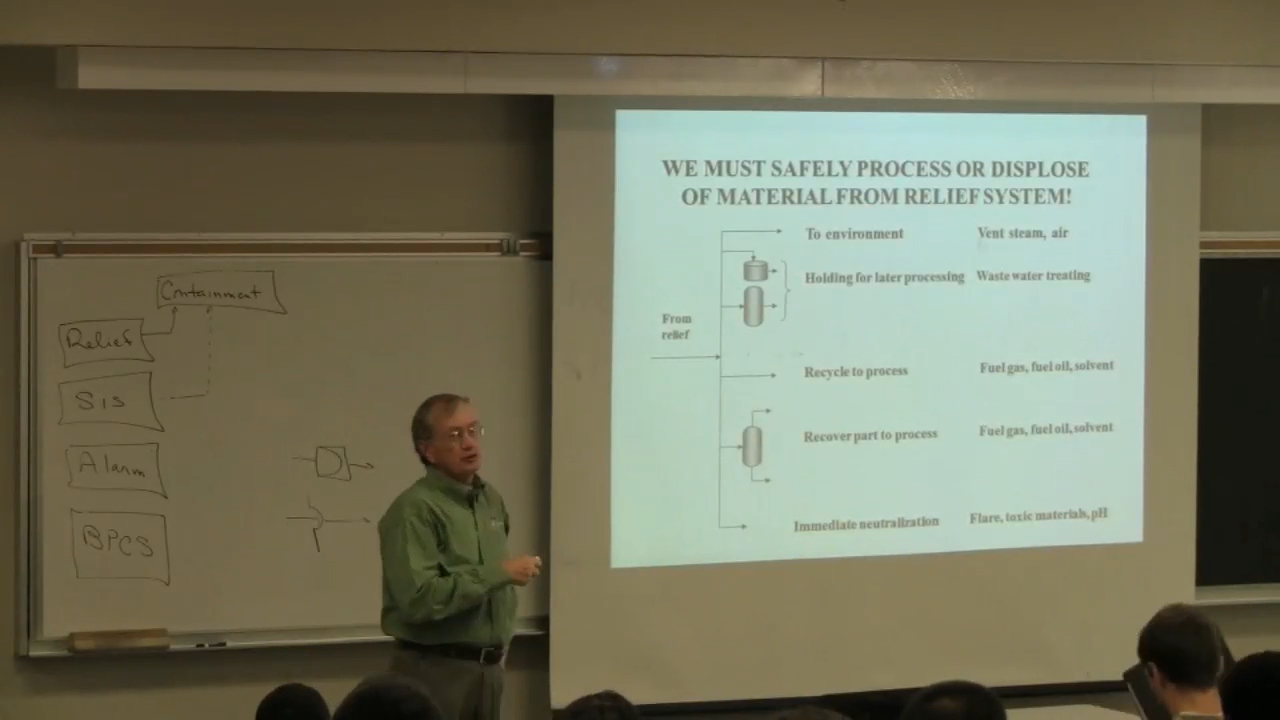 Containment
Relief
SIS
Alarm
BPCS
WE MUST SAFELY PROCESS OR DISPLOSE
OF MATERIAL FROM RELIEF SYSTEM!
To environment Vent steam, air
Holding for later processing Waste water treating
From
relief
Recycle to process Fuel gas, fuel oil, solvent
Recover part to process Fuel gas, fuel oil, solvent
Immediate neutralization Flare, toxic materials, pH